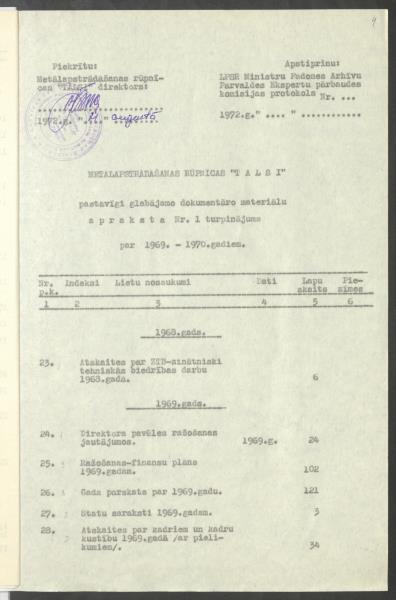 4
Piekrītu:
Metālapstrādāšanas rūpnī-
cas "TALSI" direktors:
1972.g. "...." augusts
Apstiprinu:
LPSR Ministru Padomes Arhīvu
Parvaldes Ekspertu pārbaudes
komisijas protokols Nr. ...
1972.g." .... " ............
METALAPSTRĀDĀŠANAS RŪPNĪCAS "T A L S I"
pastāvīgi glabājamo dokumentāro materiālu
a p r a k s t a Nr. 1 turpinājums
par 1969. - 1970.gadiem.
Nr. p.k. Indeksi Lietu nosaukumi Dati Lapu skaits Pie- zīmes
1 2 3 4 5 6
1968.gads.
23. Atskaites par ZTB-zinātniski
tehniskās biedrības darbu
1968.gadā. 6
1969.gads.
24. Direktora pavēles ražošanas
jautājumos. 1969.g. 24
25. Ražošanas-finansu plāns
1969.gadam. 102
26. Gada pārskats par 1969.gadu. 121
27. Štatu saraksti 1969.gadam. 3
28. Atskaites par kadriem un kadru
kustību 1969.gadā /ar pieli-
kumiem/. 34